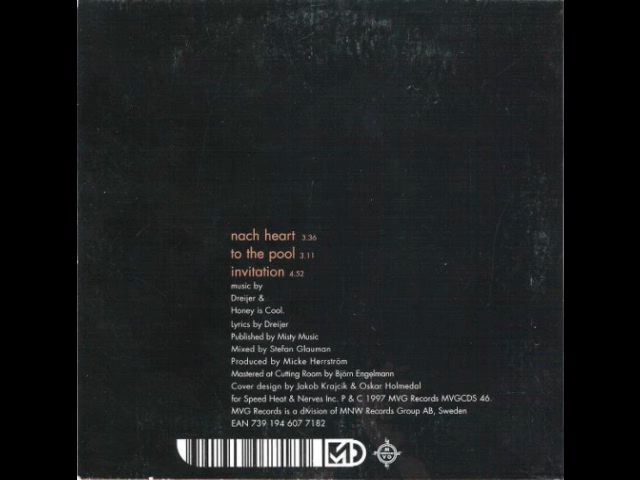 nach heart 3.36
to the pool 3.11
invitation 4.52
music by
Dreijer &
Honey is Cool.
Lyrics by Dreijer
Published by Misty Music
Mixed by Stefan Glauman
Produced by Micke Herrström
Mastered at Cutting Room by Björn Engelmann
Cover design by Jakob Krajcik & Oskar Holmedal
for Speed Heat & Nerves Inc. P & C 1997 MVG Records MVGCDS 46.
MVG Records is a division of MNW Records Group AB, Sweden
EAN 739 194 607 7182